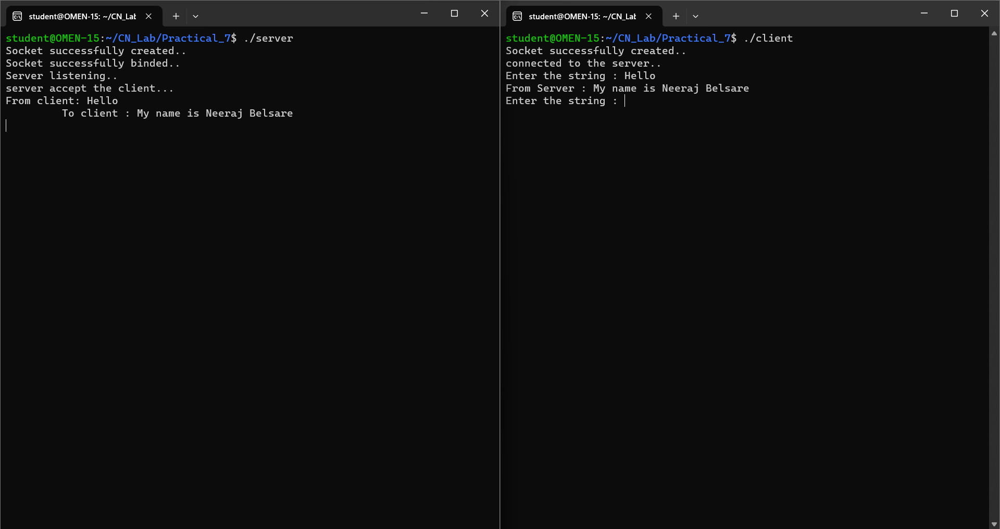 student@OMEN-15: ~/CN_Lab
student@OMEN-15:~/CN_Lab/Practical_7$ ./server
Socket successfully created..
Socket successfully binded..
Server listening..
server accept the client...
From client: Hello
         To client : My name is Neeraj Belsare
student@OMEN-15: ~/CN_Lab
student@OMEN-15:~/CN_Lab/Practical_7$ ./client
Socket successfully created..
connected to the server..
Enter the string : Hello
From Server : My name is Neeraj Belsare
Enter the string :